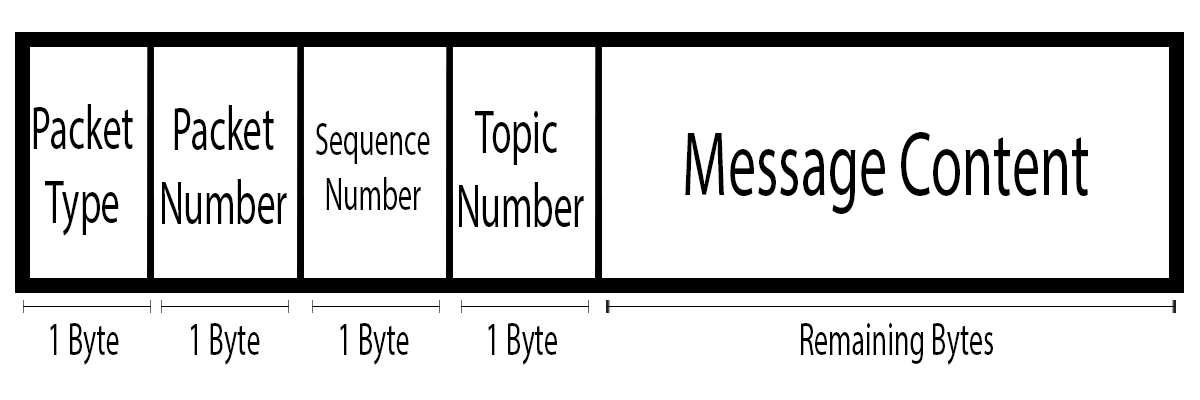 Packet
Type
Packet
Number
Sequence
Number
Topic
Number
Message Content
1 Byte
1 Byte
1 Byte
1 Byte
Remaining Bytes